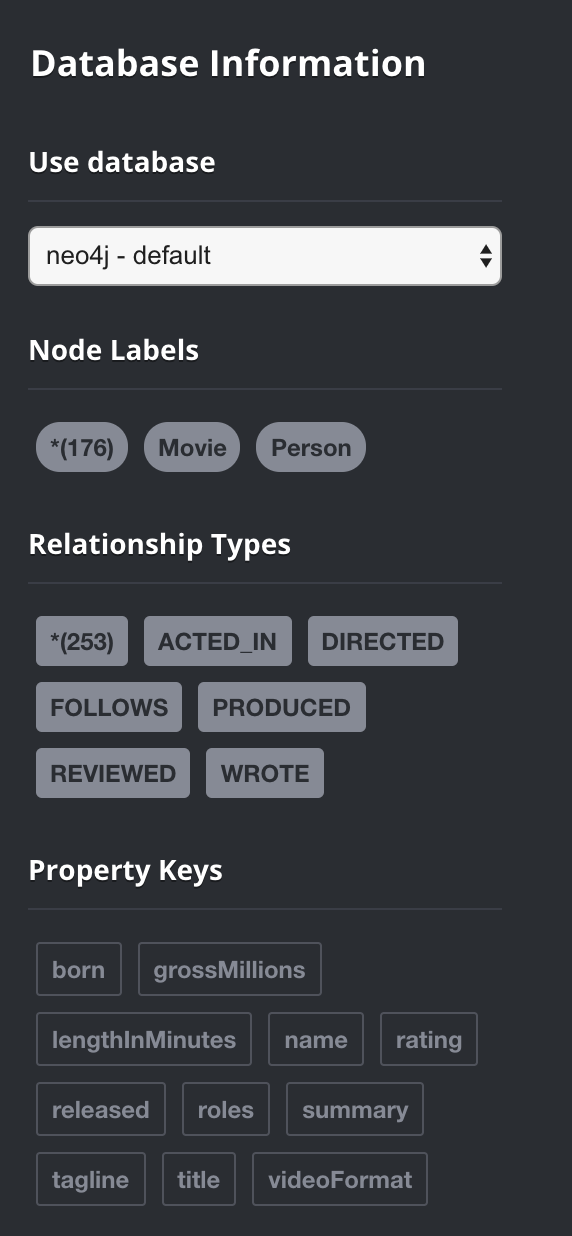 Database Information
Use database
neo4j - default
Node Labels
*(176) Movie Person
Relationship Types
*(253) ACTED_IN DIRECTED
FOLLOWS PRODUCED
REVIEWED WROTE
Property Keys
born grossMillions
lengthInMinutes name rating
released roles summary
tagline title videoFormat